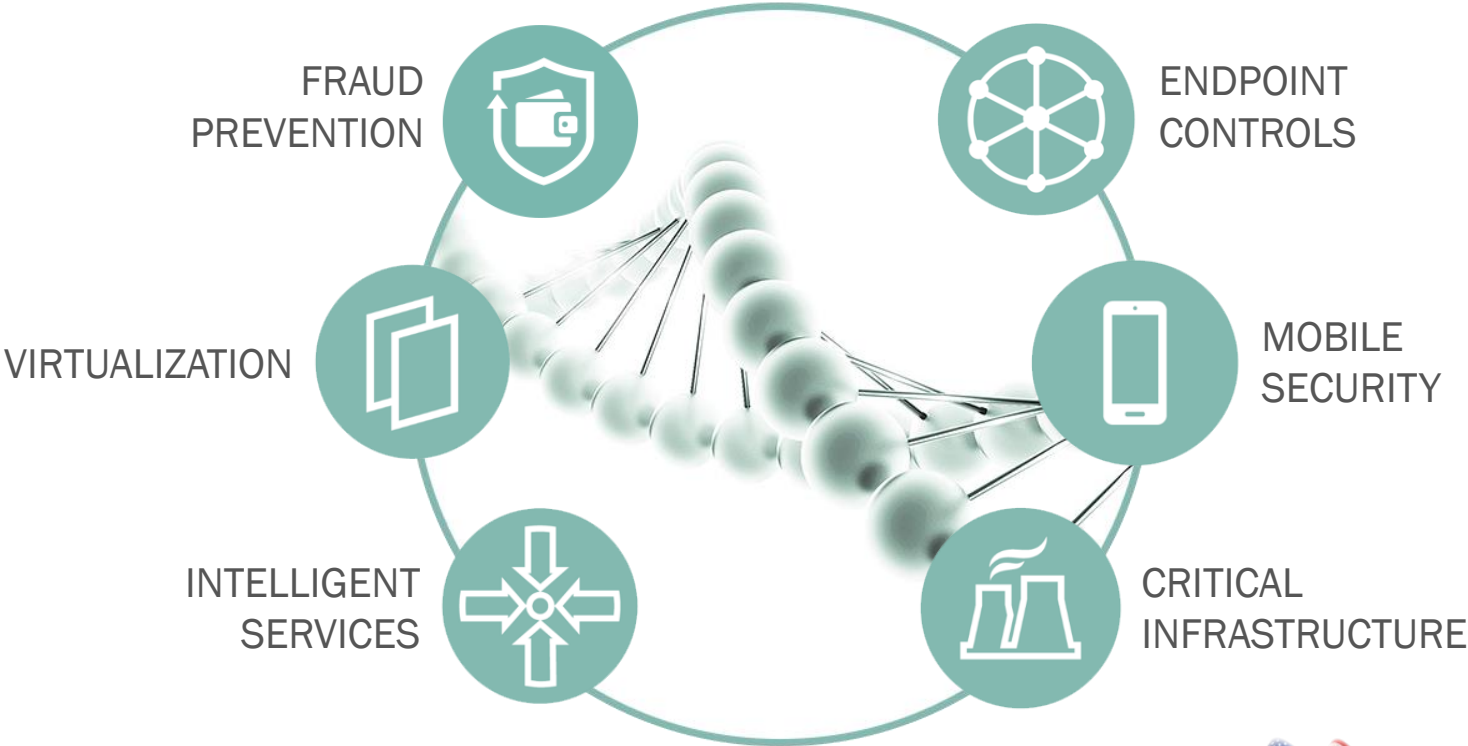 FRAUD
PREVENTION
ENDPOINT
CONTROLS
VIRTUALIZATION
MOBILE
SECURITY
INTELLIGENT
SERVICES
CRITICAL
INFRASTRUCTURE